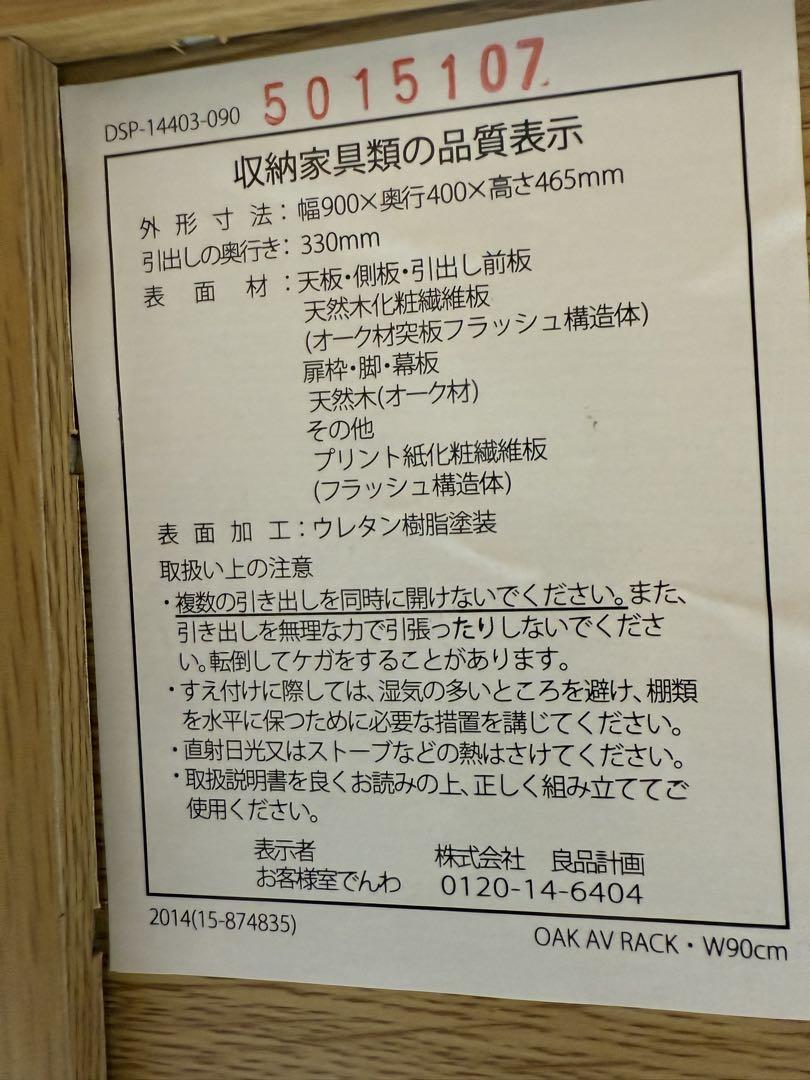 DSP-14403-090 5015107
収納家具類の品質表示
外形寸法：幅900×奥行400×高さ465mm
引出しの奥行き：330mm
表面材：天板・側板・引出し前板
天然木化粧繊維板
(オーク材突板フラッシュ構造体)
扉枠・脚・幕板
天然木(オーク材)
その他
プリント紙化粧繊維板
(フラッシュ構造体)
表面加工：ウレタン樹脂塗装
取扱い上の注意
・複数の引き出しを同時に開けないでください。また、
引き出しを無理な力で引張ったりしないでくださ
い。転倒してケガをすることがあります。
・すえ付けに際しては、湿気の多いところを避け、棚類
を水平に保つために必要な措置を講じてください。
・直射日光又はストーブなどの熱はさけてください。
・取扱説明書を良くお読みの上、正しく組み立ててご
使用ください。
表示者 株式会社 良品計画
お客様室でんわ 0120-14-6404
2014(15-874835)
OAK AV RACK・W90cm